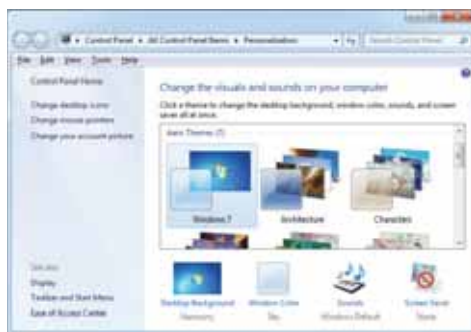 Control Panel ▸ All Control Panel Items ▸ Personalization
Search Control Panel
File Edit View Tools Help
Control Panel Home
Change desktop icons
Change mouse pointers
Change your account picture
Change the visuals and sounds on your computer
Click a theme to change the desktop background, window color, sounds, and screen
saver all at once.
Aero Themes (7)
Windows 7
Architecture
Characters
See also
Display
Taskbar and Start Menu
Ease of Access Center
Desktop Background
Harmony
Window Color
Sky
Sounds
Windows Default
Screen Saver
None